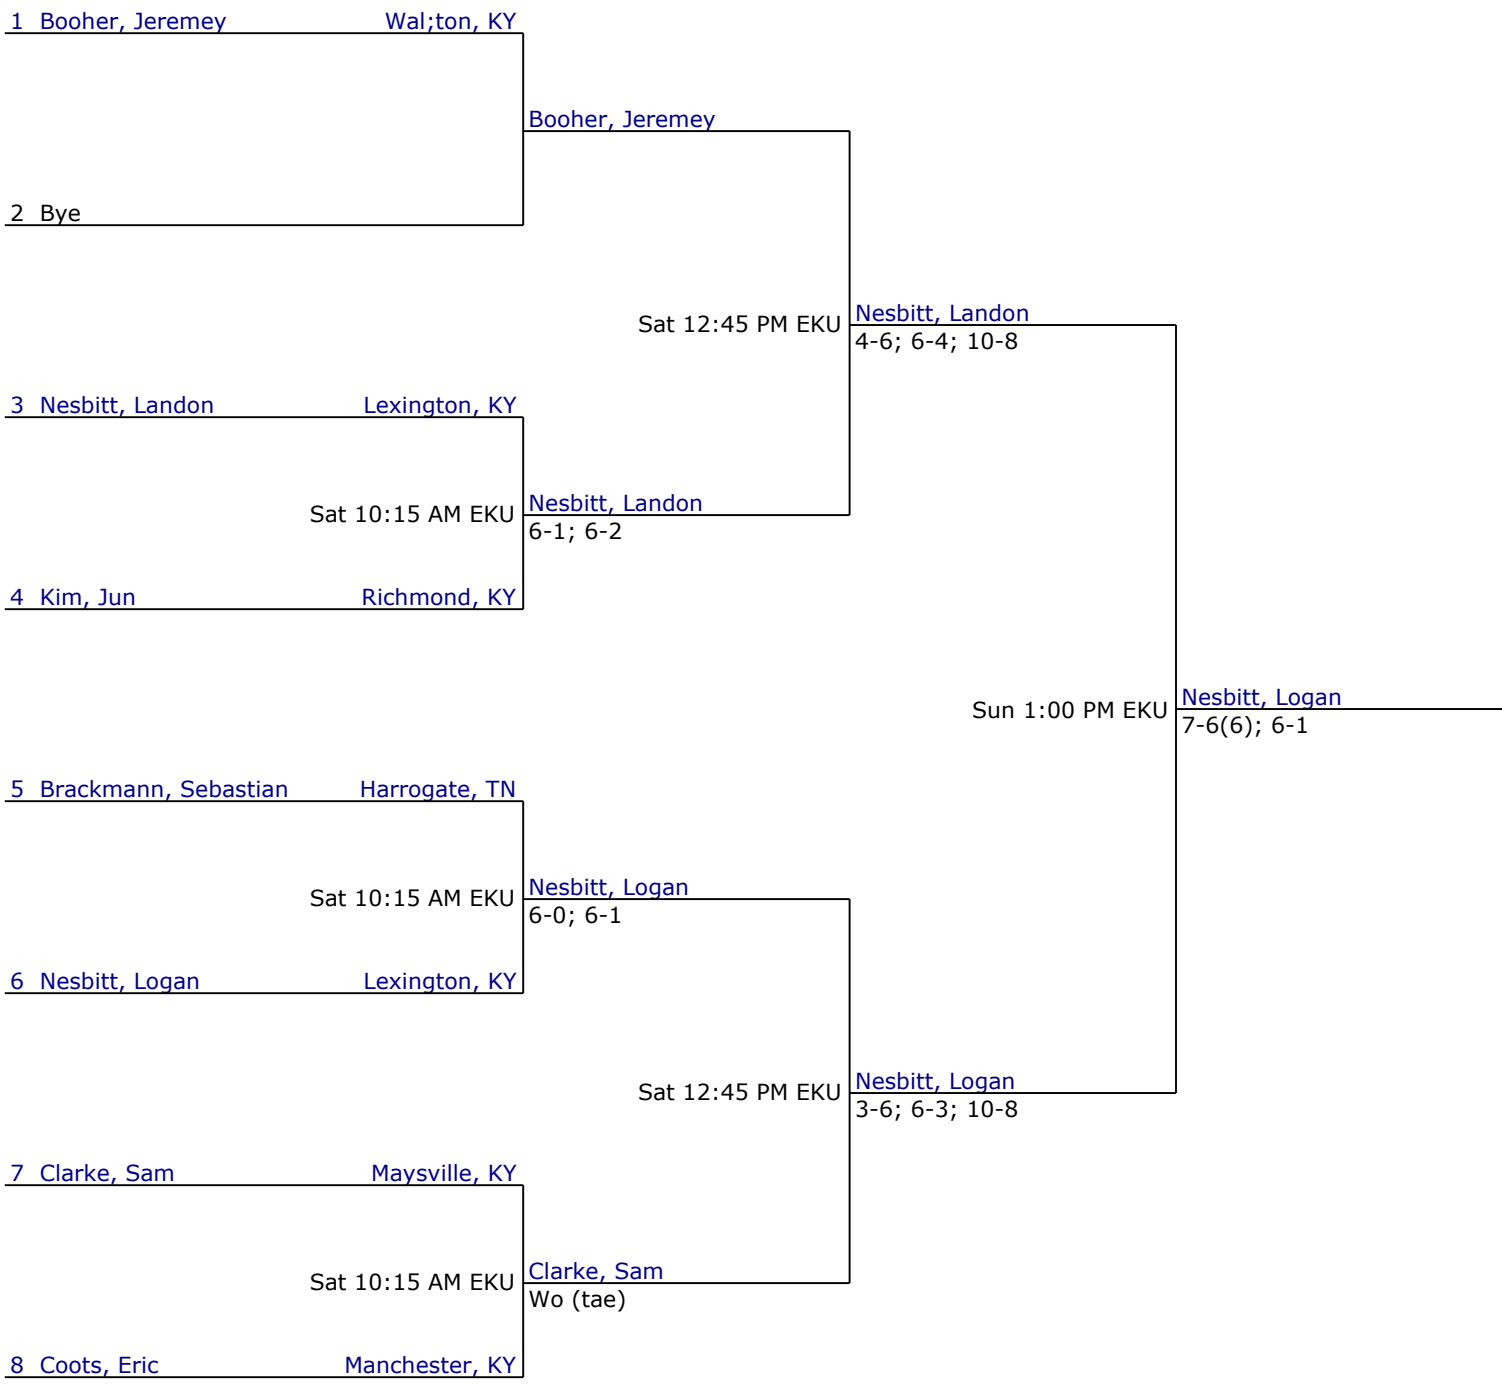 1 Booher, Jeremey Wal;ton, KY
Booher, Jeremey
2 Bye
Nesbitt, Landon
Sat 12:45 PM EKU
4-6; 6-4; 10-8
3 Nesbitt, Landon Lexington, KY
Nesbitt, Landon
Sat 10:15 AM EKU
6-1; 6-2
4 Kim, Jun Richmond, KY
Nesbitt, Logan
Sun 1:00 PM EKU
7-6(6); 6-1
5 Brackmann, Sebastian Harrogate, TN
Nesbitt, Logan
Sat 10:15 AM EKU
6-0; 6-1
6 Nesbitt, Logan Lexington, KY
Nesbitt, Logan
Sat 12:45 PM EKU
3-6; 6-3; 10-8
7 Clarke, Sam Maysville, KY
Clarke, Sam
Sat 10:15 AM EKU
Wo (tae)
8 Coots, Eric Manchester, KY